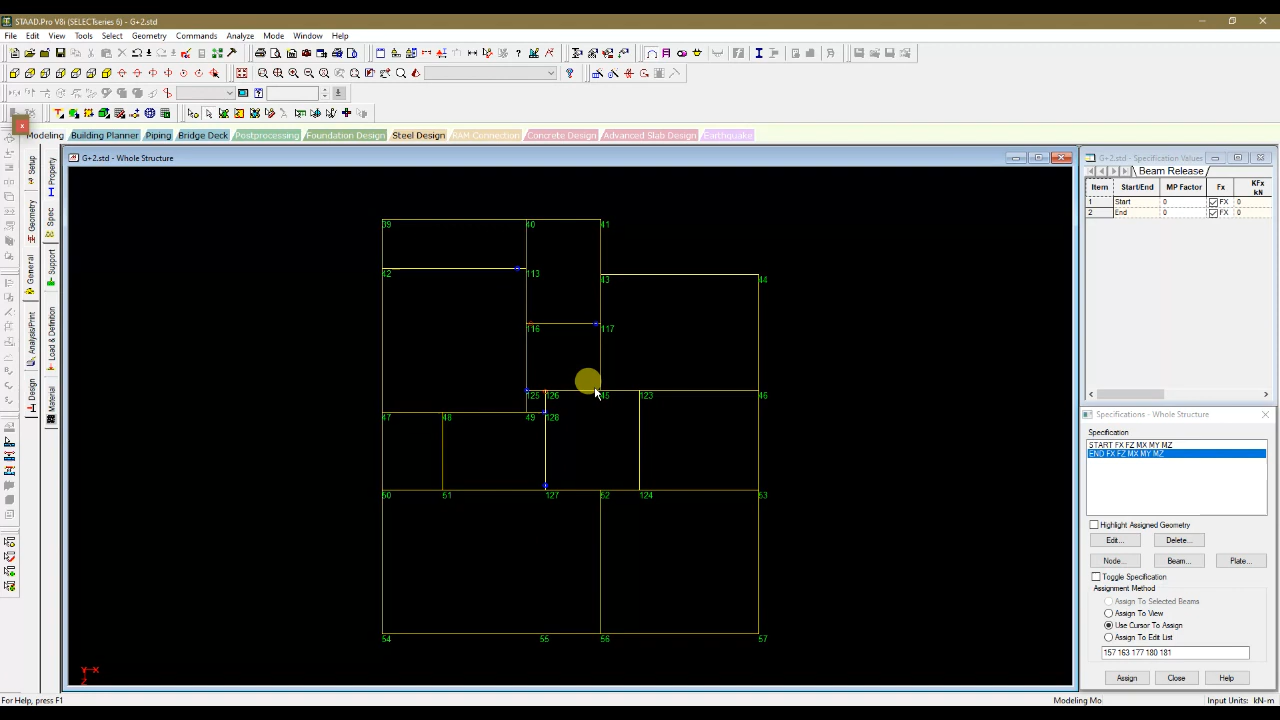 STAAD.Pro V8i (SELECTseries 6) - G+2.std
File Edit View Tools Select Geometry Commands Analyze Mode Window Help
Modeling Building Planner Piping Bridge Deck Postprocessing Foundation Design Steel Design RAM Connection Concrete Design Advanced Slab Design Earthquake
Setup
Geometry
General
Analysis/Print
Design
Property
Spec
Support
Load & Definition
Material
G+2.std - Whole Structure
39 40 41
42 113 43 44
116 117
125 126 45 123 46
47 48 49 128
50 51 127 52 124 53
54 55 56 57
Y X
Z
G+2.std - Specification Values
Beam Release
Item Start/End MP Factor Fx KFx
kN
1 Start 0 FX 0
2 End 0 FX 0
Specifications - Whole Structure
Specification
START FX FZ MX MY MZ
END FX FZ MX MY MZ
Highlight Assigned Geometry
Edit... Delete...
Node... Beam... Plate...
Toggle Specification
Assignment Method
Assign To Selected Beams
Assign To View
Use Cursor To Assign
Assign To Edit List
157 163 177 180 181
Assign Close Help
For Help, press F1
Modeling Mo Input Units: kN-m